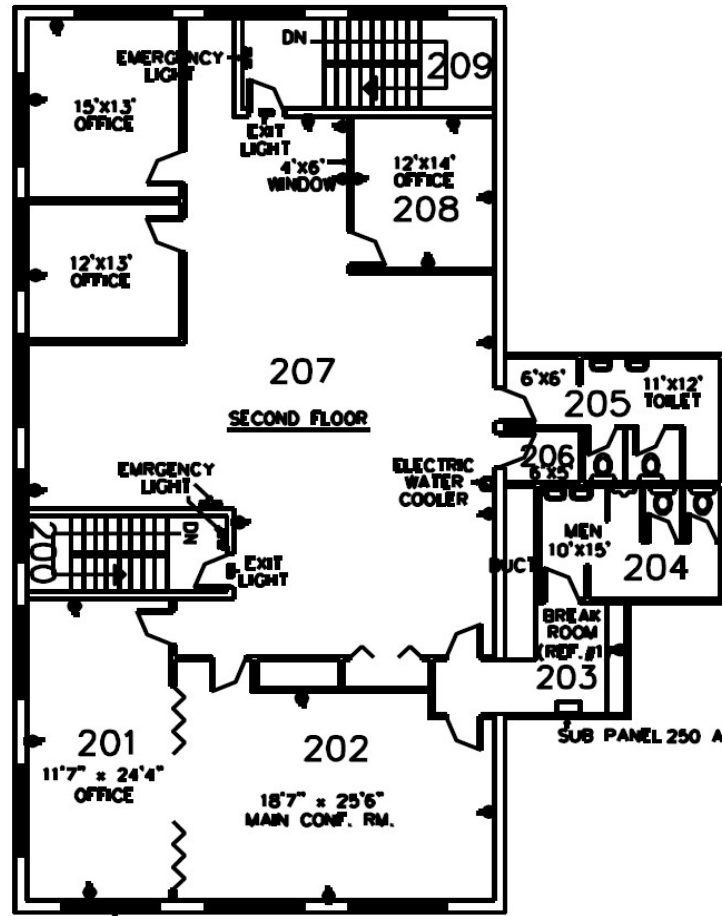 DN
209
EMERGENCY
LIGHT
15'X13'
OFFICE
EXIT
LIGHT
4'X6'
WINDOW
12'X14'
OFFICE
208
12'X13'
OFFICE
207
SECOND FLOOR
6'X6'
11'X12'
TOILET
205
206
6'X5'
EMRGENCY
LIGHT
ELECTRIC
WATER
COOLER
200
DN
EXIT
LIGHT
MEN
10'X15'
204
DUCT
BREAK
ROOM
(REF. #1
203
SUB PANEL 250 A
201
11'7" x 24'4"
OFFICE
202
18'7" x 25'6"
MAIN CONF. RM.